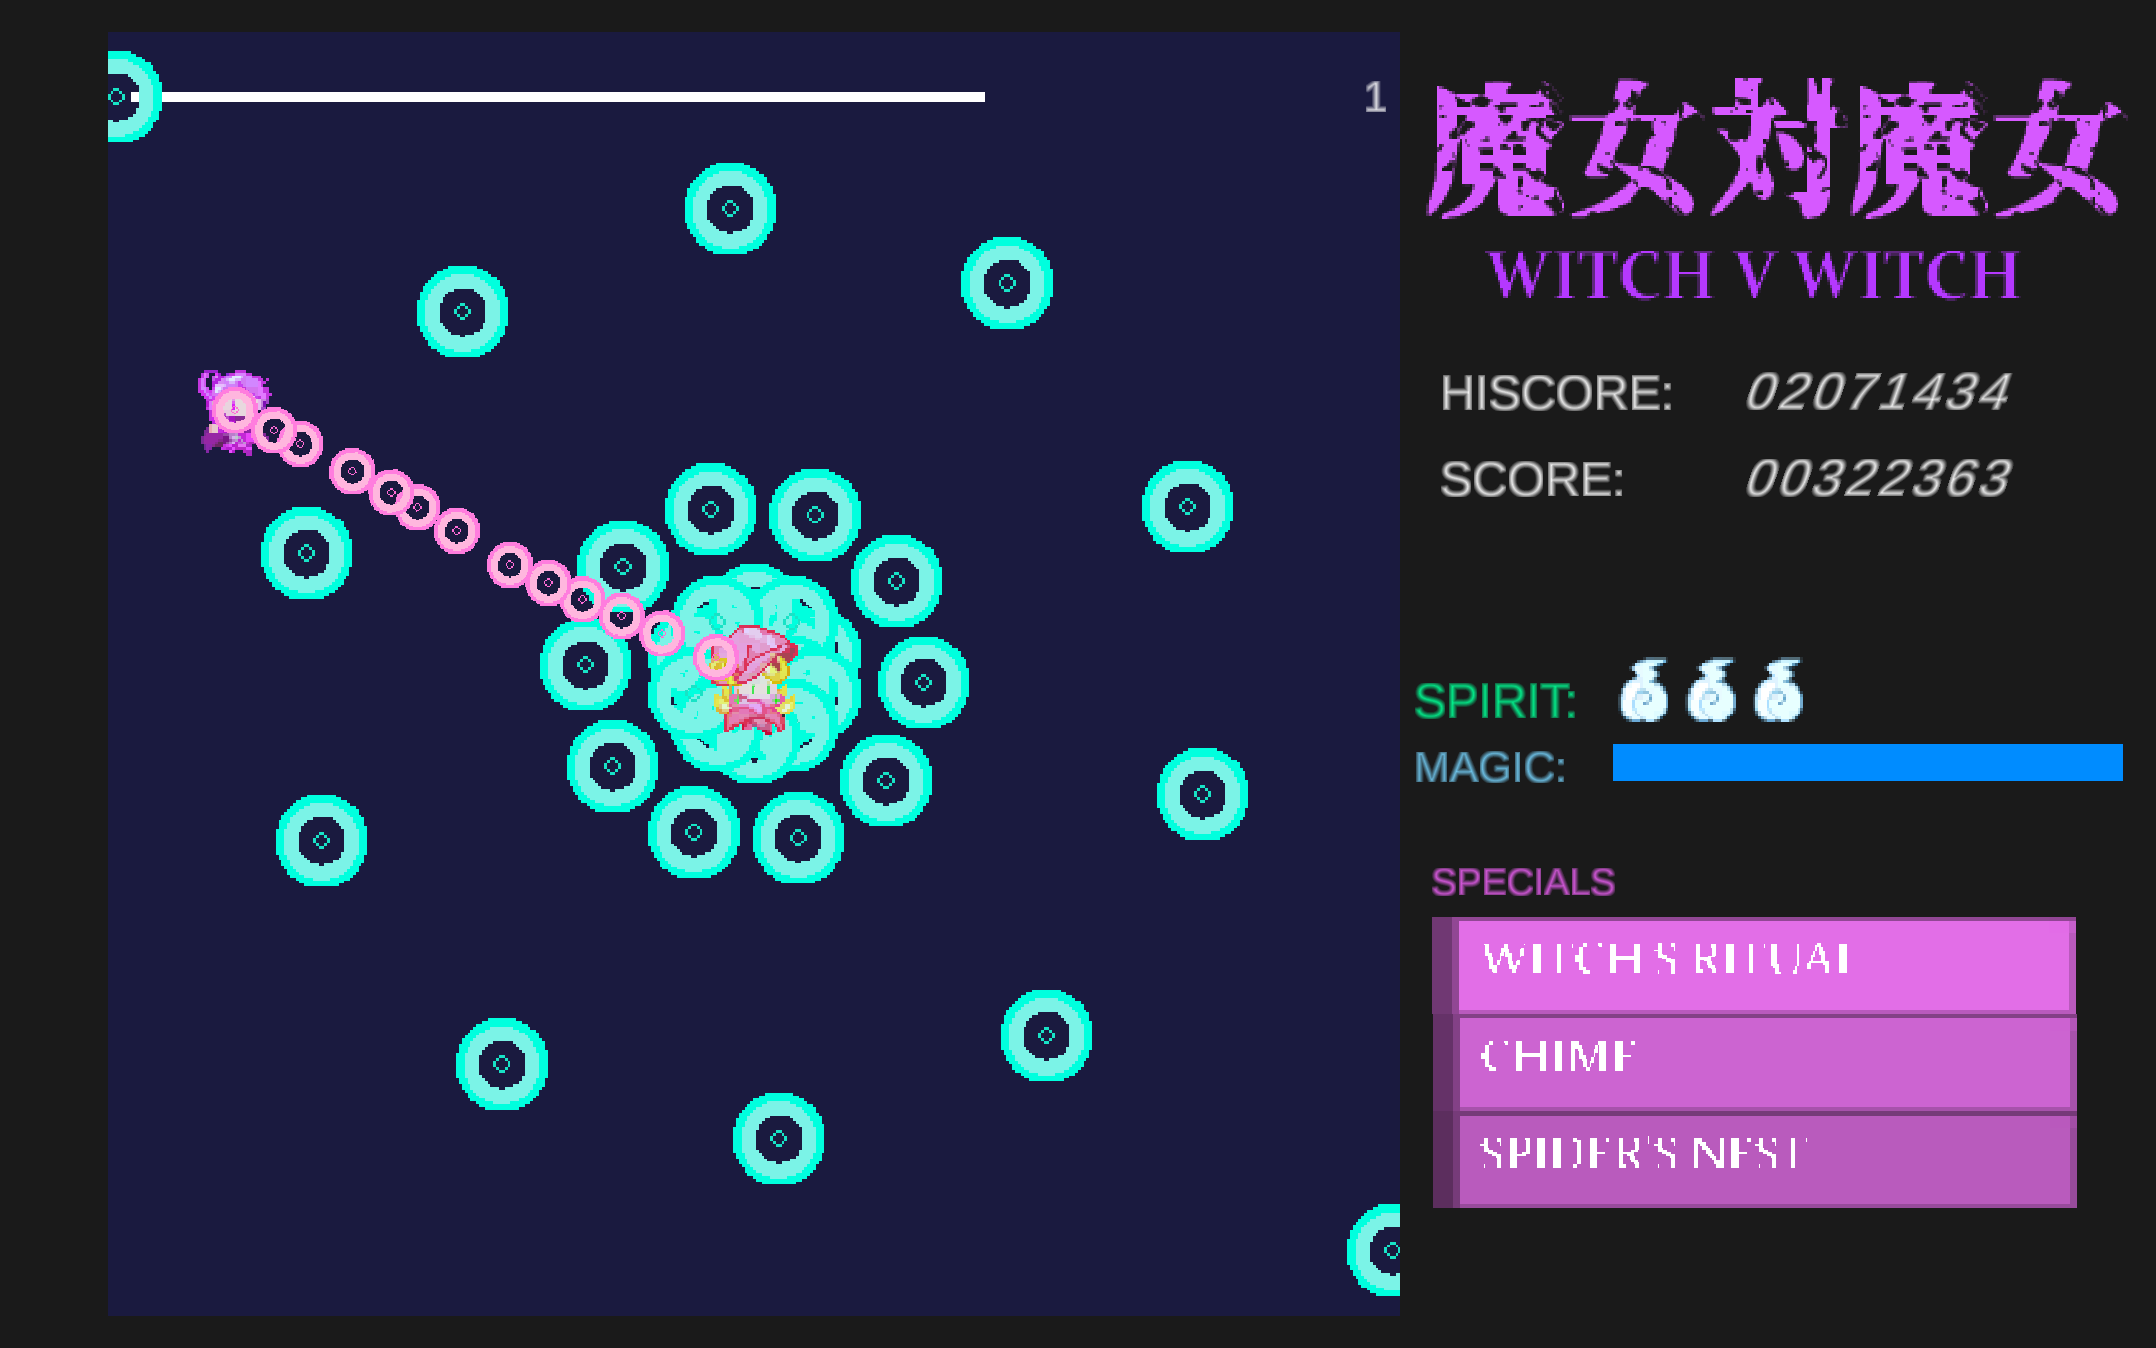 1
魔女対魔女
WITCH V WITCH
HISCORE: 02071434
SCORE: 00322363
SPIRIT:
MAGIC:
SPECIALS
WITCH'S RITUAL
CHIME
SPIDER'S NEST